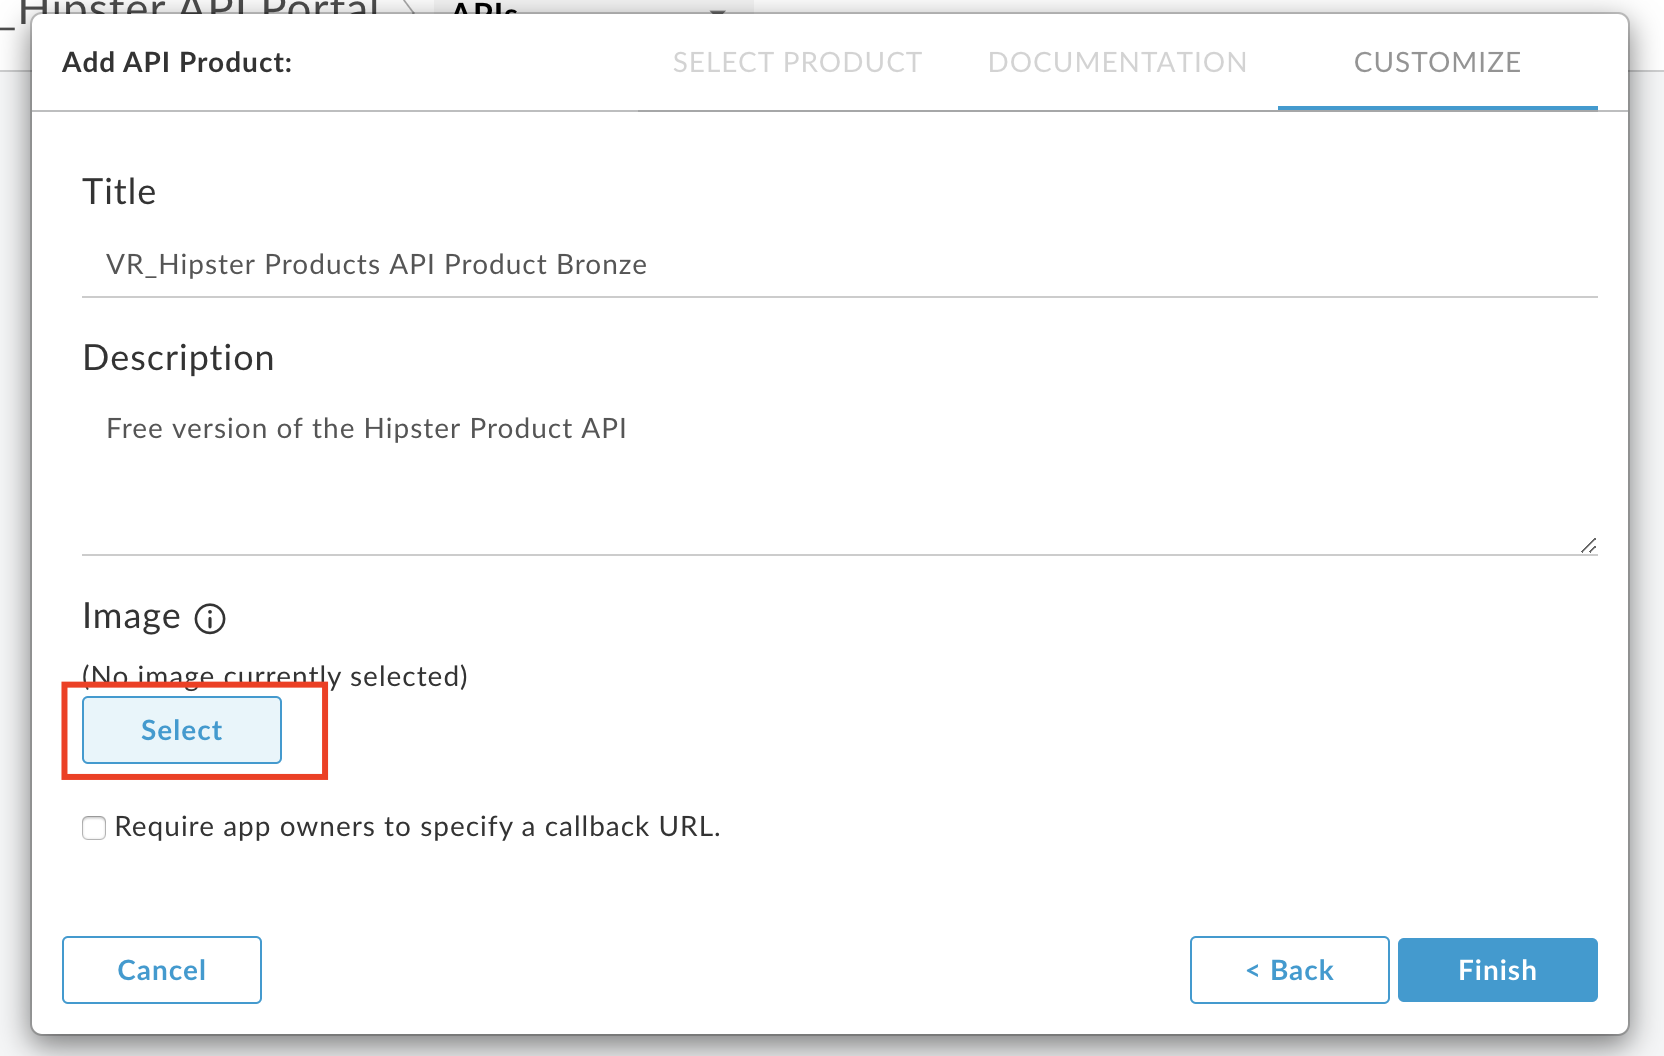 _Hipster API Portal
APIs
Add API Product:
SELECT PRODUCT
DOCUMENTATION
CUSTOMIZE
Title
VR_Hipster Products API Product Bronze
Description
Free version of the Hipster Product API
Image
(No image currently selected)
Select
Require app owners to specify a callback URL.
Cancel
< Back
Finish